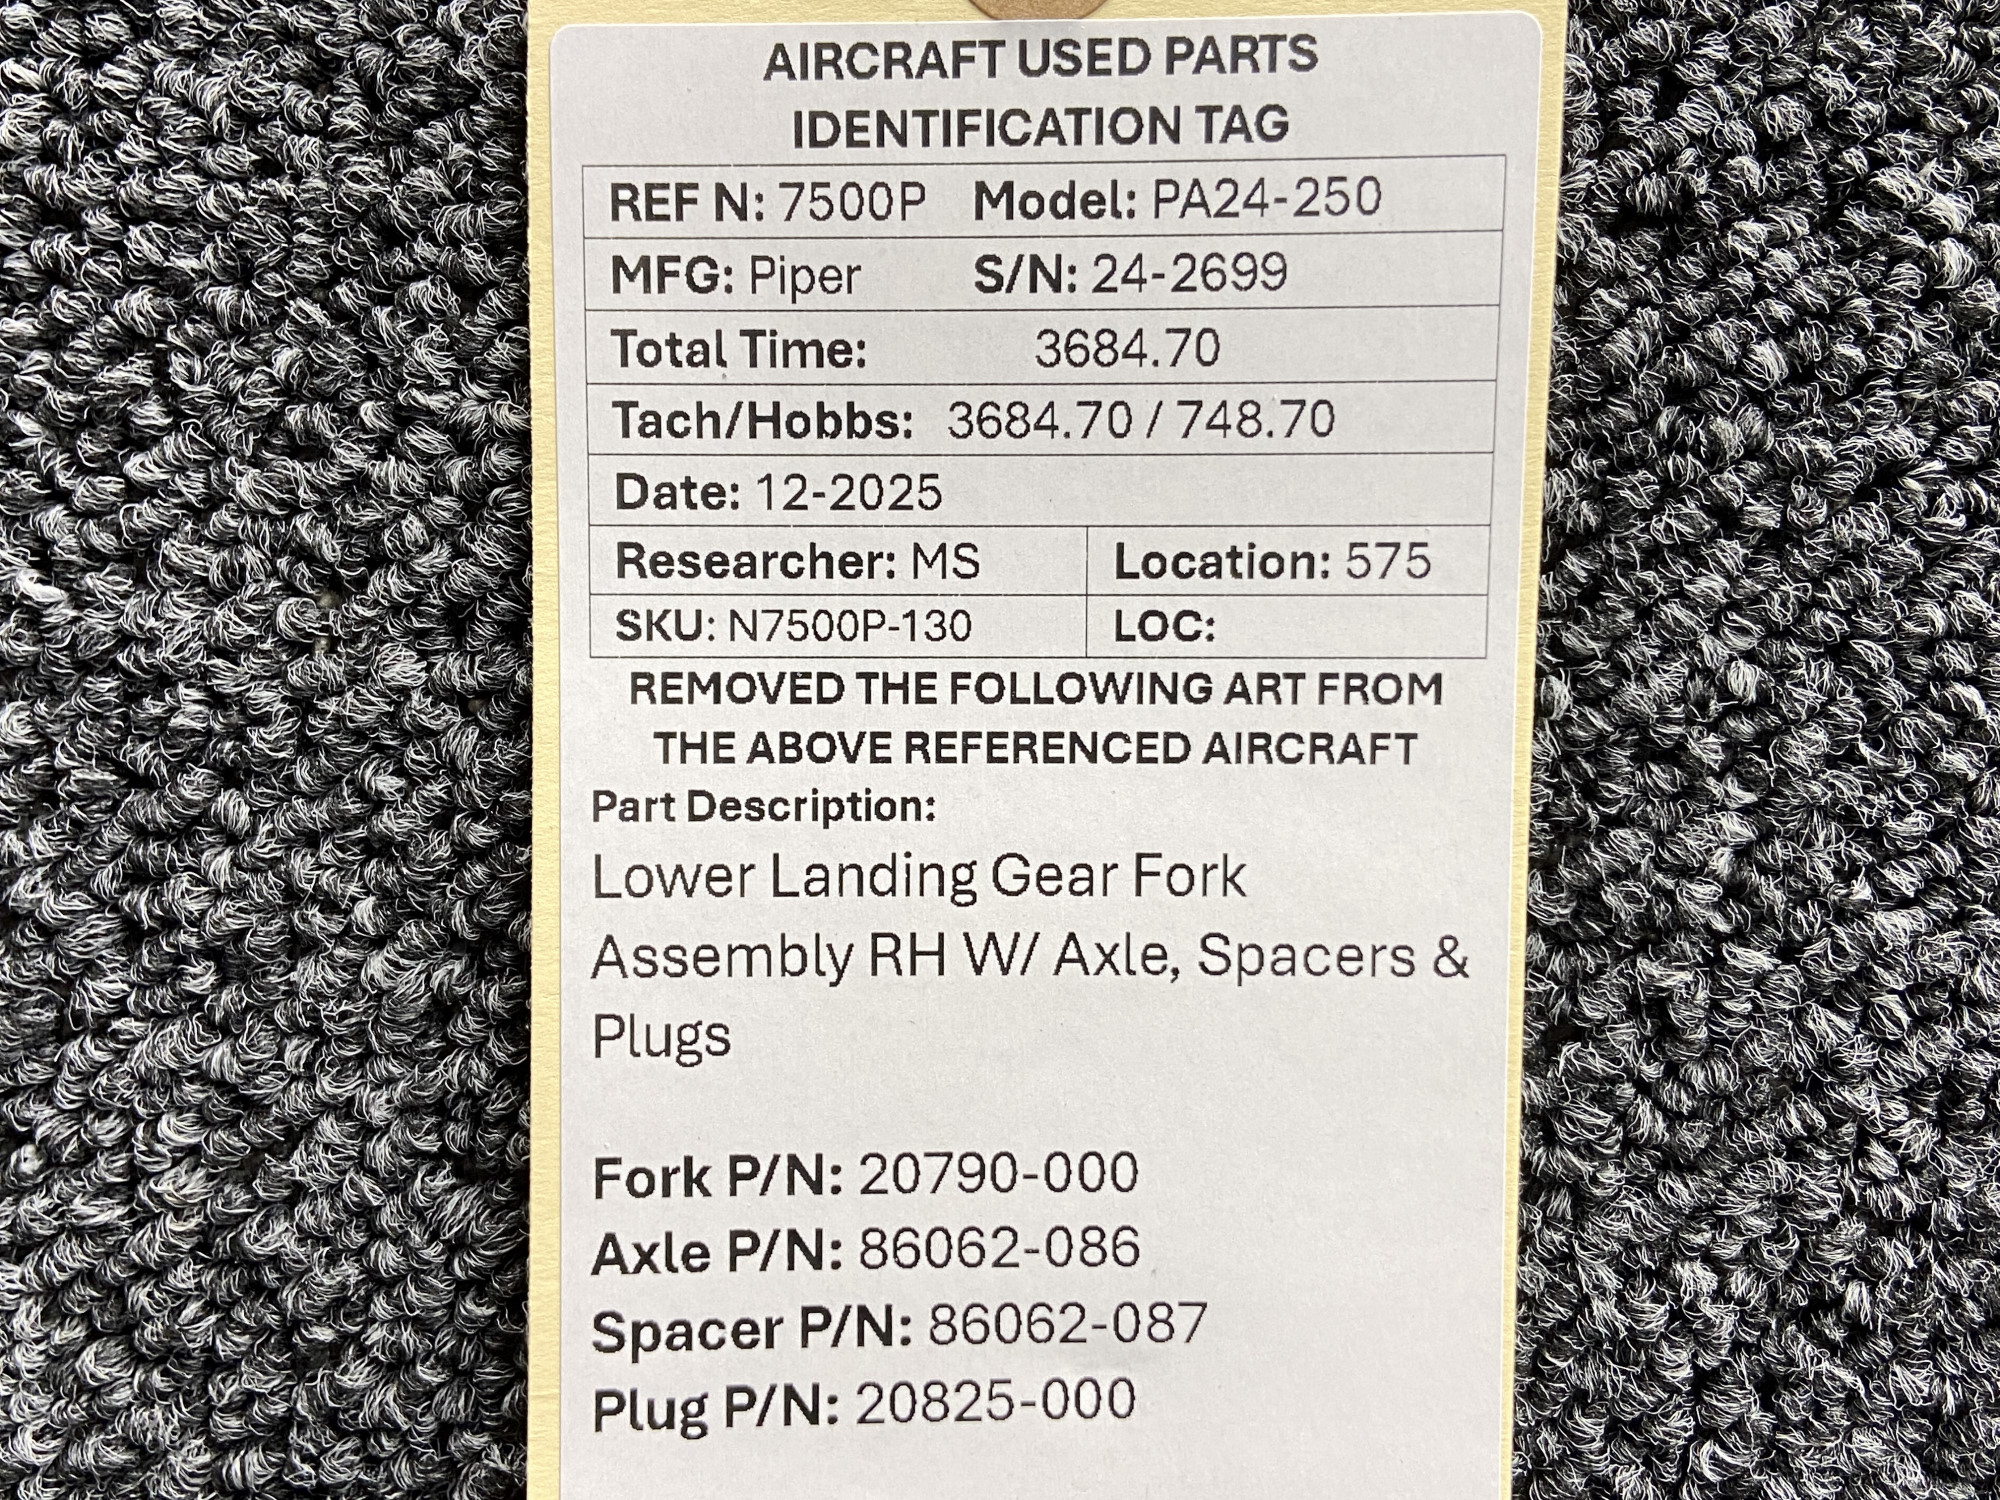 AIRCRAFT USED PARTS
IDENTIFICATION TAG
REF N: 7500P Model: PA24-250
MFG: Piper S/N: 24-2699
Total Time: 3684.70
Tach/Hobbs: 3684.70 / 748.70
Date: 12-2025
Researcher: MS Location: 575
SKU: N7500P-130 LOC:
REMOVED THE FOLLOWING ART FROM
THE ABOVE REFERENCED AIRCRAFT
Part Description:
Lower Landing Gear Fork
Assembly RH W/ Axle, Spacers &
Plugs
Fork P/N: 20790-000
Axle P/N: 86062-086
Spacer P/N: 86062-087
Plug P/N: 20825-000